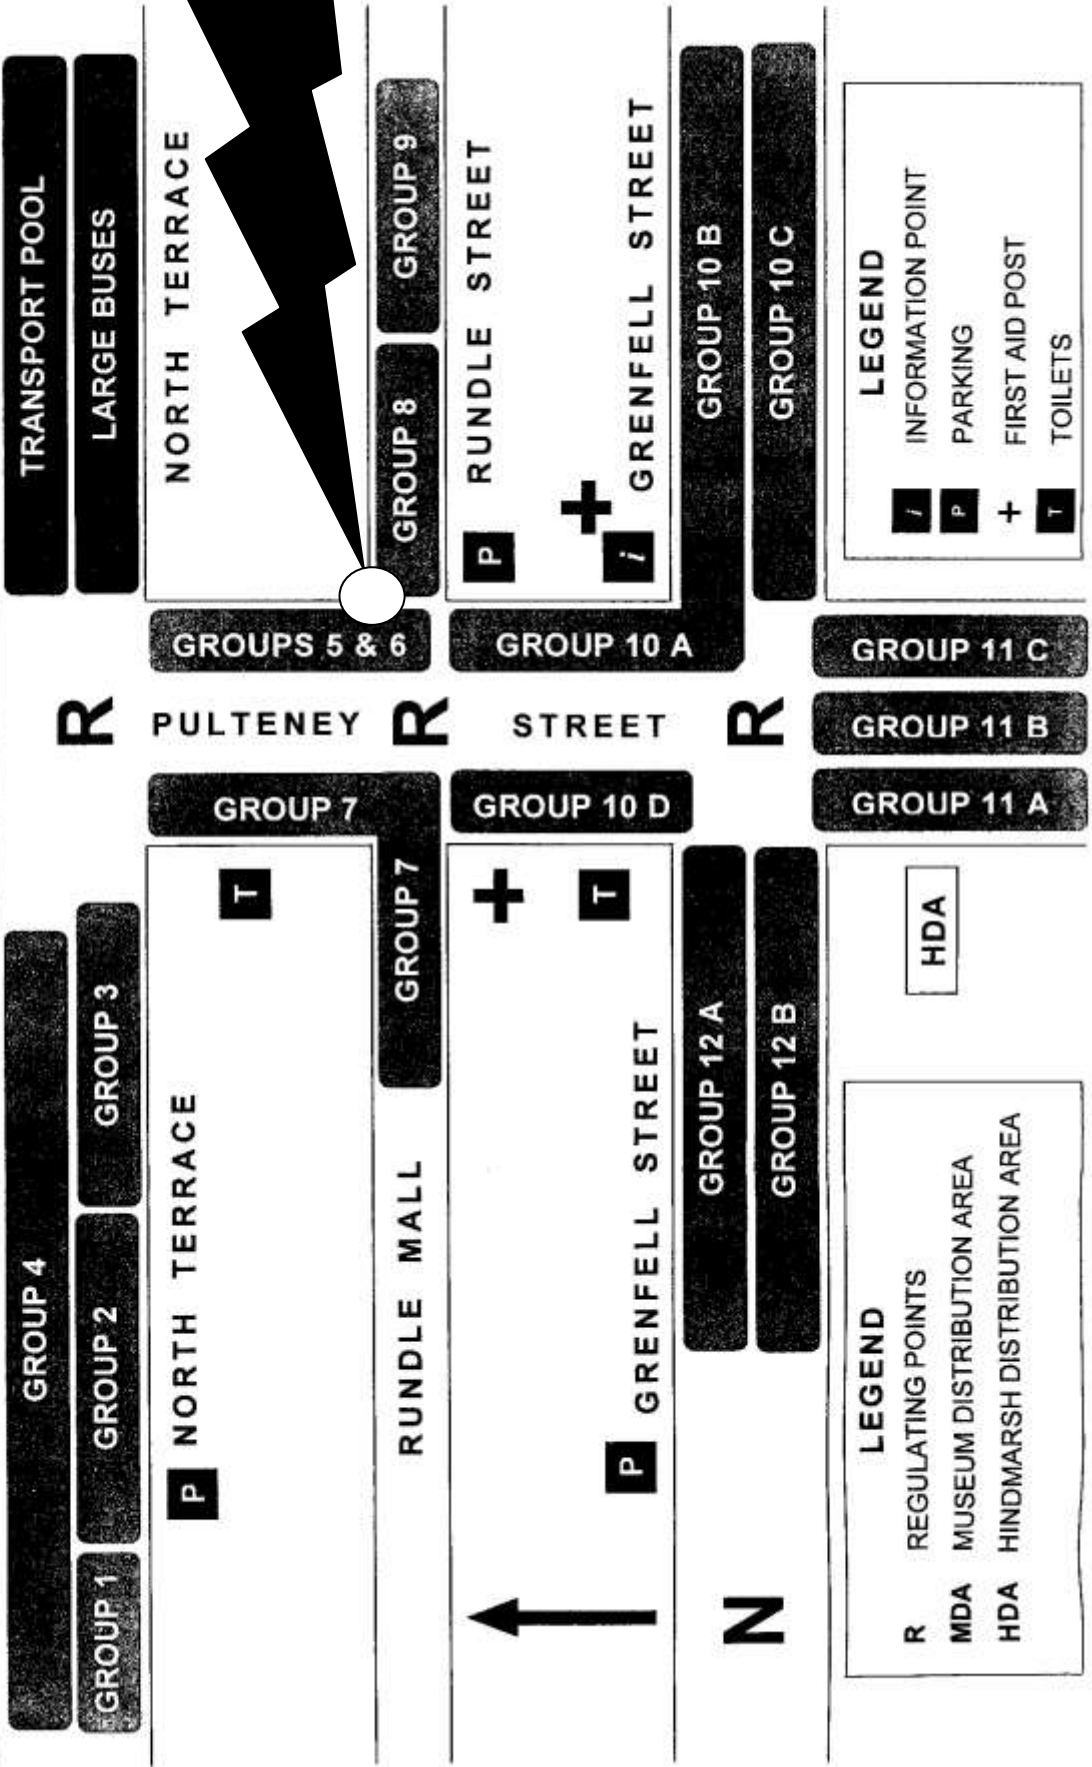 GROUP 4
TRANSPORT POOL
GROUP 1
GROUP 2
GROUP 3
LARGE BUSES
R
P
NORTH TERRACE
T
GROUP 7
PULTENEY
GROUPS 5 & 6
NORTH TERRACE
RUNDLE MALL
GROUP 7
R
GROUP 8
GROUP 9
P
GRENFELL STREET
+
T
GROUP 10 D
STREET
GROUP 10 A
P
RUNDLE STREET
+
i
GRENFELL STREET
N
GROUP 12 A
GROUP 12 B
R
GROUP 10 B
GROUP 10 C
LEGEND
R REGULATING POINTS
MDA MUSEUM DISTRIBUTION AREA
HDA HINDMARSH DISTRIBUTION AREA
HDA
GROUP 11 A
GROUP 11 B
GROUP 11 C
LEGEND
i INFORMATION POINT
P PARKING
+ FIRST AID POST
T TOILETS